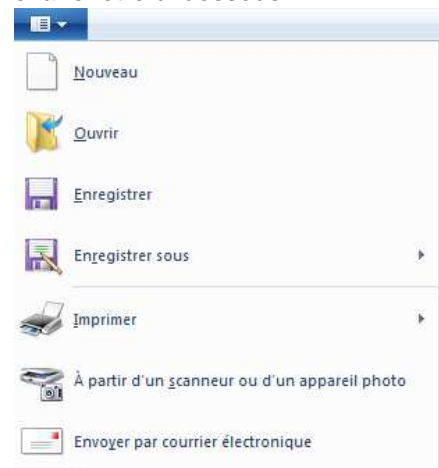 Nouveau
Ouvrir
Enregistrer
Enregistrer sous
Imprimer
À partir d'un scanneur ou d'un appareil photo
Envoyer par courrier électronique